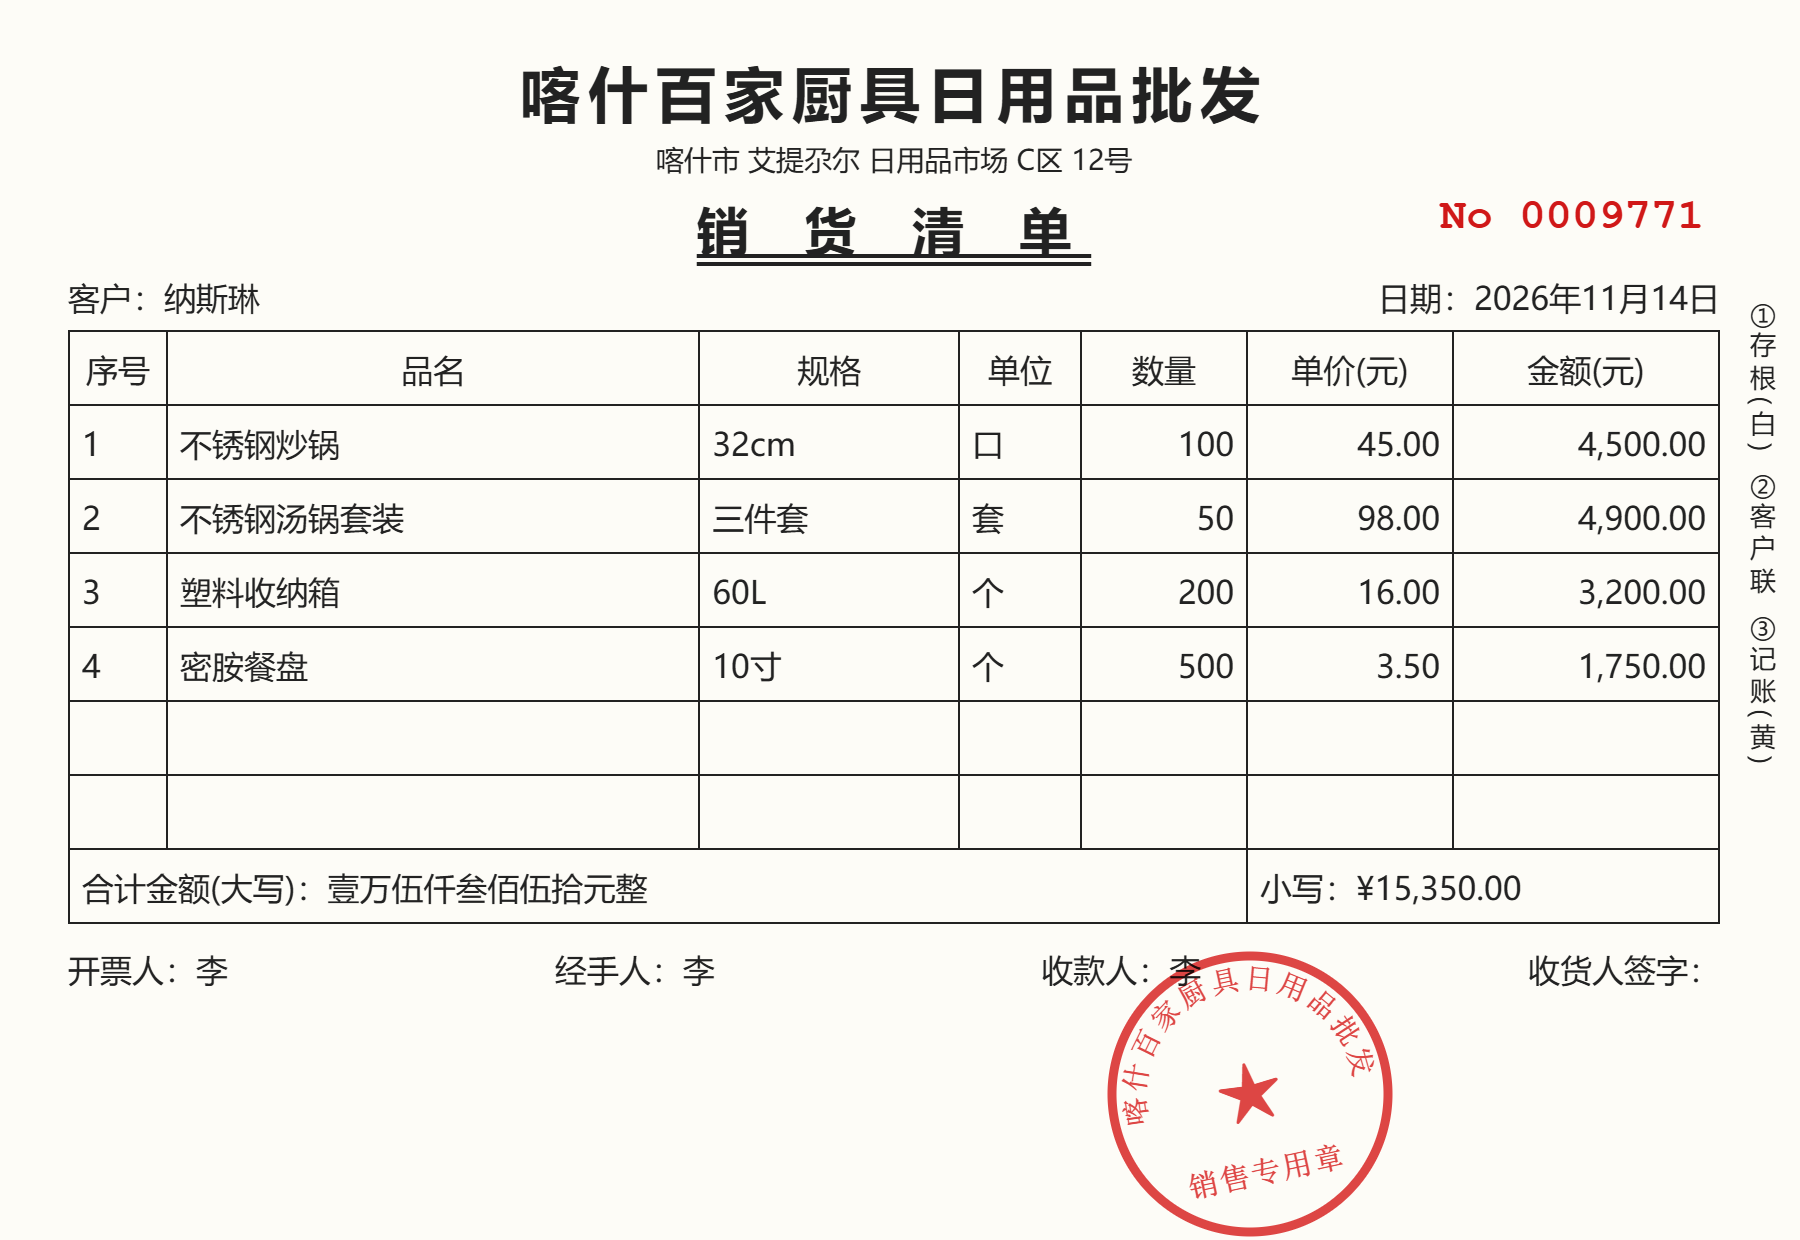 喀什百家厨具日用品批发
喀什市 艾提尕尔 日用品市场 C区 12号
销 货 清 单
No 0009771
客户：纳斯琳 日期：2026年11月14日
序号 品名 规格 单位 数量 单价(元) 金额(元)
1 不锈钢炒锅 32cm 口 100 45.00 4,500.00
2 不锈钢汤锅套装 三件套 套 50 98.00 4,900.00
3 塑料收纳箱 60L 个 200 16.00 3,200.00
4 密胺餐盘 10寸 个 500 3.50 1,750.00
合计金额(大写)：壹万伍仟叁佰伍拾元整 小写：¥15,350.00
开票人：李 经手人：李 收款人：李 收货人签字：
①存根(白) ②客户联 ③记账(黄)
喀什百家厨具日用品批发
销售专用章